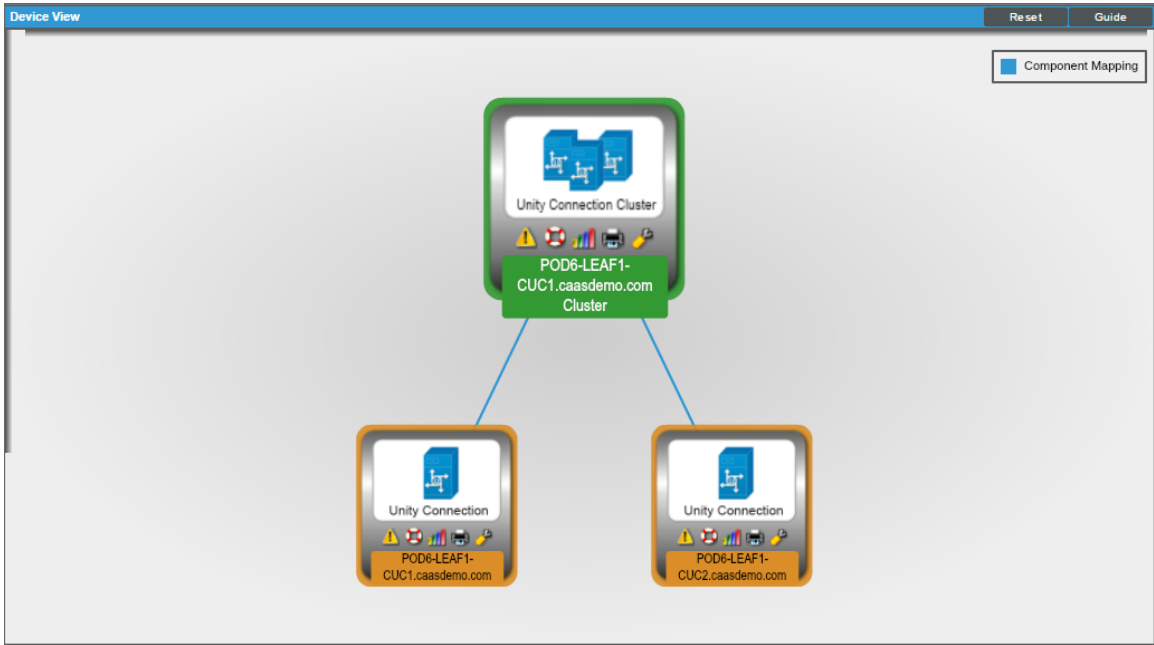 Device View
Reset
Guide
Component Mapping
Unity Connection Cluster
POD6-LEAF1-
CUC1.caasdemo.com
Cluster
Unity Connection
POD6-LEAF1-
CUC1.caasdemo.com
Unity Connection
POD6-LEAF1-
CUC2.caasdemo.com